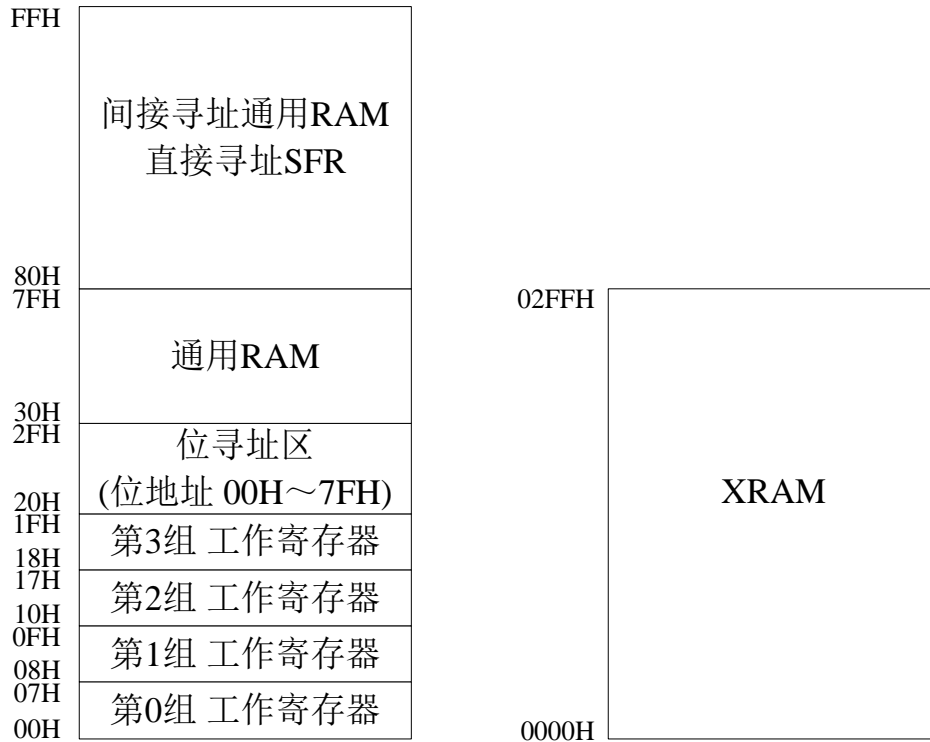 FFH
间接寻址通用RAM
直接寻址SFR
80H
7FH
通用RAM
30H
2FH
位寻址区
(位地址 00H～7FH)
20H
1FH
第3组 工作寄存器
18H
17H
第2组 工作寄存器
10H
0FH
第1组 工作寄存器
08H
07H
第0组 工作寄存器
00H
02FFH
XRAM
0000H